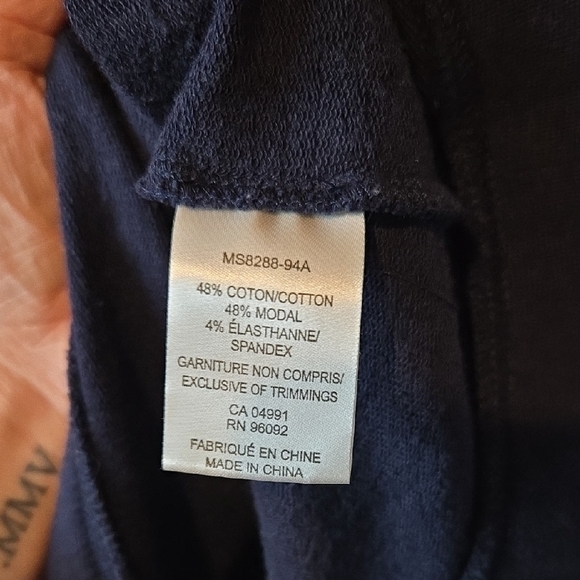 MS8288-94A
48% COTON/COTTON
48% MODAL
4% ÉLASTHANNE/
SPANDEX
GARNITURE NON COMPRIS/
EXCLUSIVE OF TRIMMINGS
CA 04991
RN 96092
FABRIQUÉ EN CHINE
MADE IN CHINA
.MMV